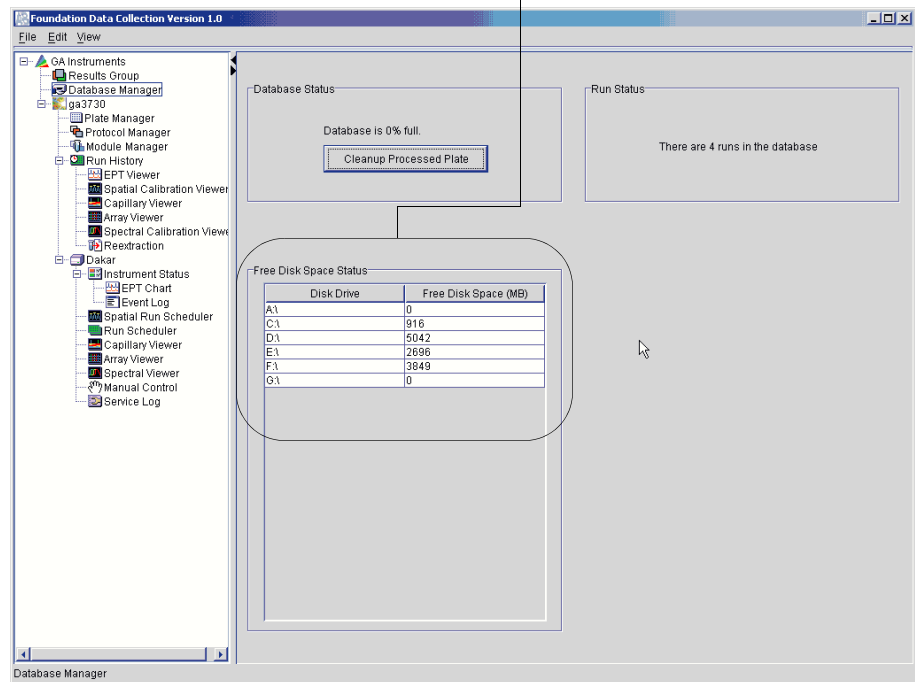 Foundation Data Collection Version 1.0
File Edit View
GA Instruments
Results Group
Database Manager
ga3730
Plate Manager
Protocol Manager
Module Manager
Run History
EPT Viewer
Spatial Calibration Viewer
Capillary Viewer
Array Viewer
Spectral Calibration Viewe
Reextraction
Dakar
Instrument Status
EPT Chart
Event Log
Spatial Run Scheduler
Run Scheduler
Capillary Viewer
Array Viewer
Spectral Viewer
Manual Control
Service Log
Database Status
Database is 0% full.
Cleanup Processed Plate
Run Status
There are 4 runs in the database
Free Disk Space Status
Disk Drive Free Disk Space (MB)
A:\ 0
C:\ 916
D:\ 5042
E:\ 2696
F:\ 3849
G:\ 0
Database Manager